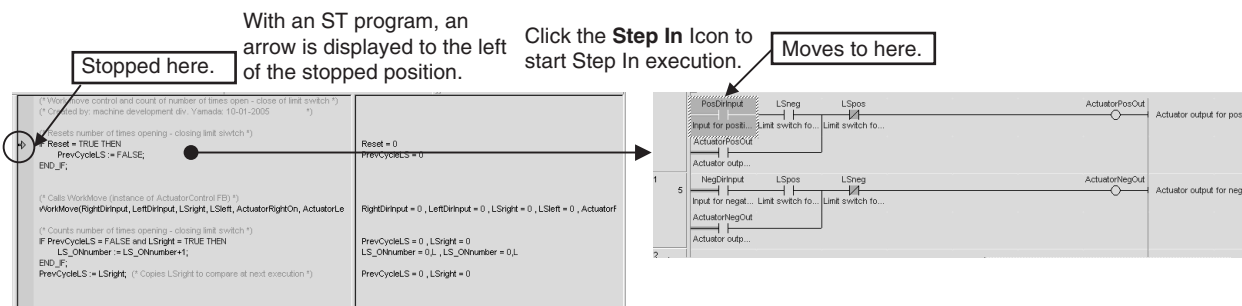 With an ST program, an
arrow is displayed to the left
of the stopped position.
Stopped here.
Click the Step In Icon to
start Step In execution.
Moves to here.
(* Work move control and count of number of times open - close of limit switch *)
(* Created by: machine development div. Yamada: 10-01-2005 *)
(* Resets number of times opening - closing limit siwtch *)
IF Reset = TRUE THEN
PrevCycleLS := FALSE;
END_IF;
(* Calls WorkMove (instance of ActuatorControl FB) *)
WorkMove(RightDirInput, LeftDirInput, LSright, LSleft, ActuatorRightOn, ActuatorLe
(* Counts number of times opening - closing limit switch *)
IF PrevCycleLS = FALSE and LSright = TRUE THEN
LS_ONnumber := LS_ONnumber+1;
END_IF;
PrevCycleLS := LSright; (* Copies LSright to compare at next execution *)
Reset = 0
PrevCycleLS = 0
RightDirInput = 0 , LeftDirInput = 0 , LSright = 0 , LSleft = 0 , ActuatorF
PrevCycleLS = 0 , LSright = 0
LS_ONnumber = 0,L , LS_ONnumber = 0,L
PrevCycleLS = 0 , LSright = 0
PosDirInput LSneg LSpos ActuatorPosOut
Input for positi... Limit switch fo... Limit switch fo... Actuator output for pos
ActuatorPosOut
Actuator outp...
1
5
NegDirInput LSpos LSneg ActuatorNegOut
Input for negat... Limit switch fo... Limit switch fo... Actuator output for neg
ActuatorNegOut
Actuator outp...
2